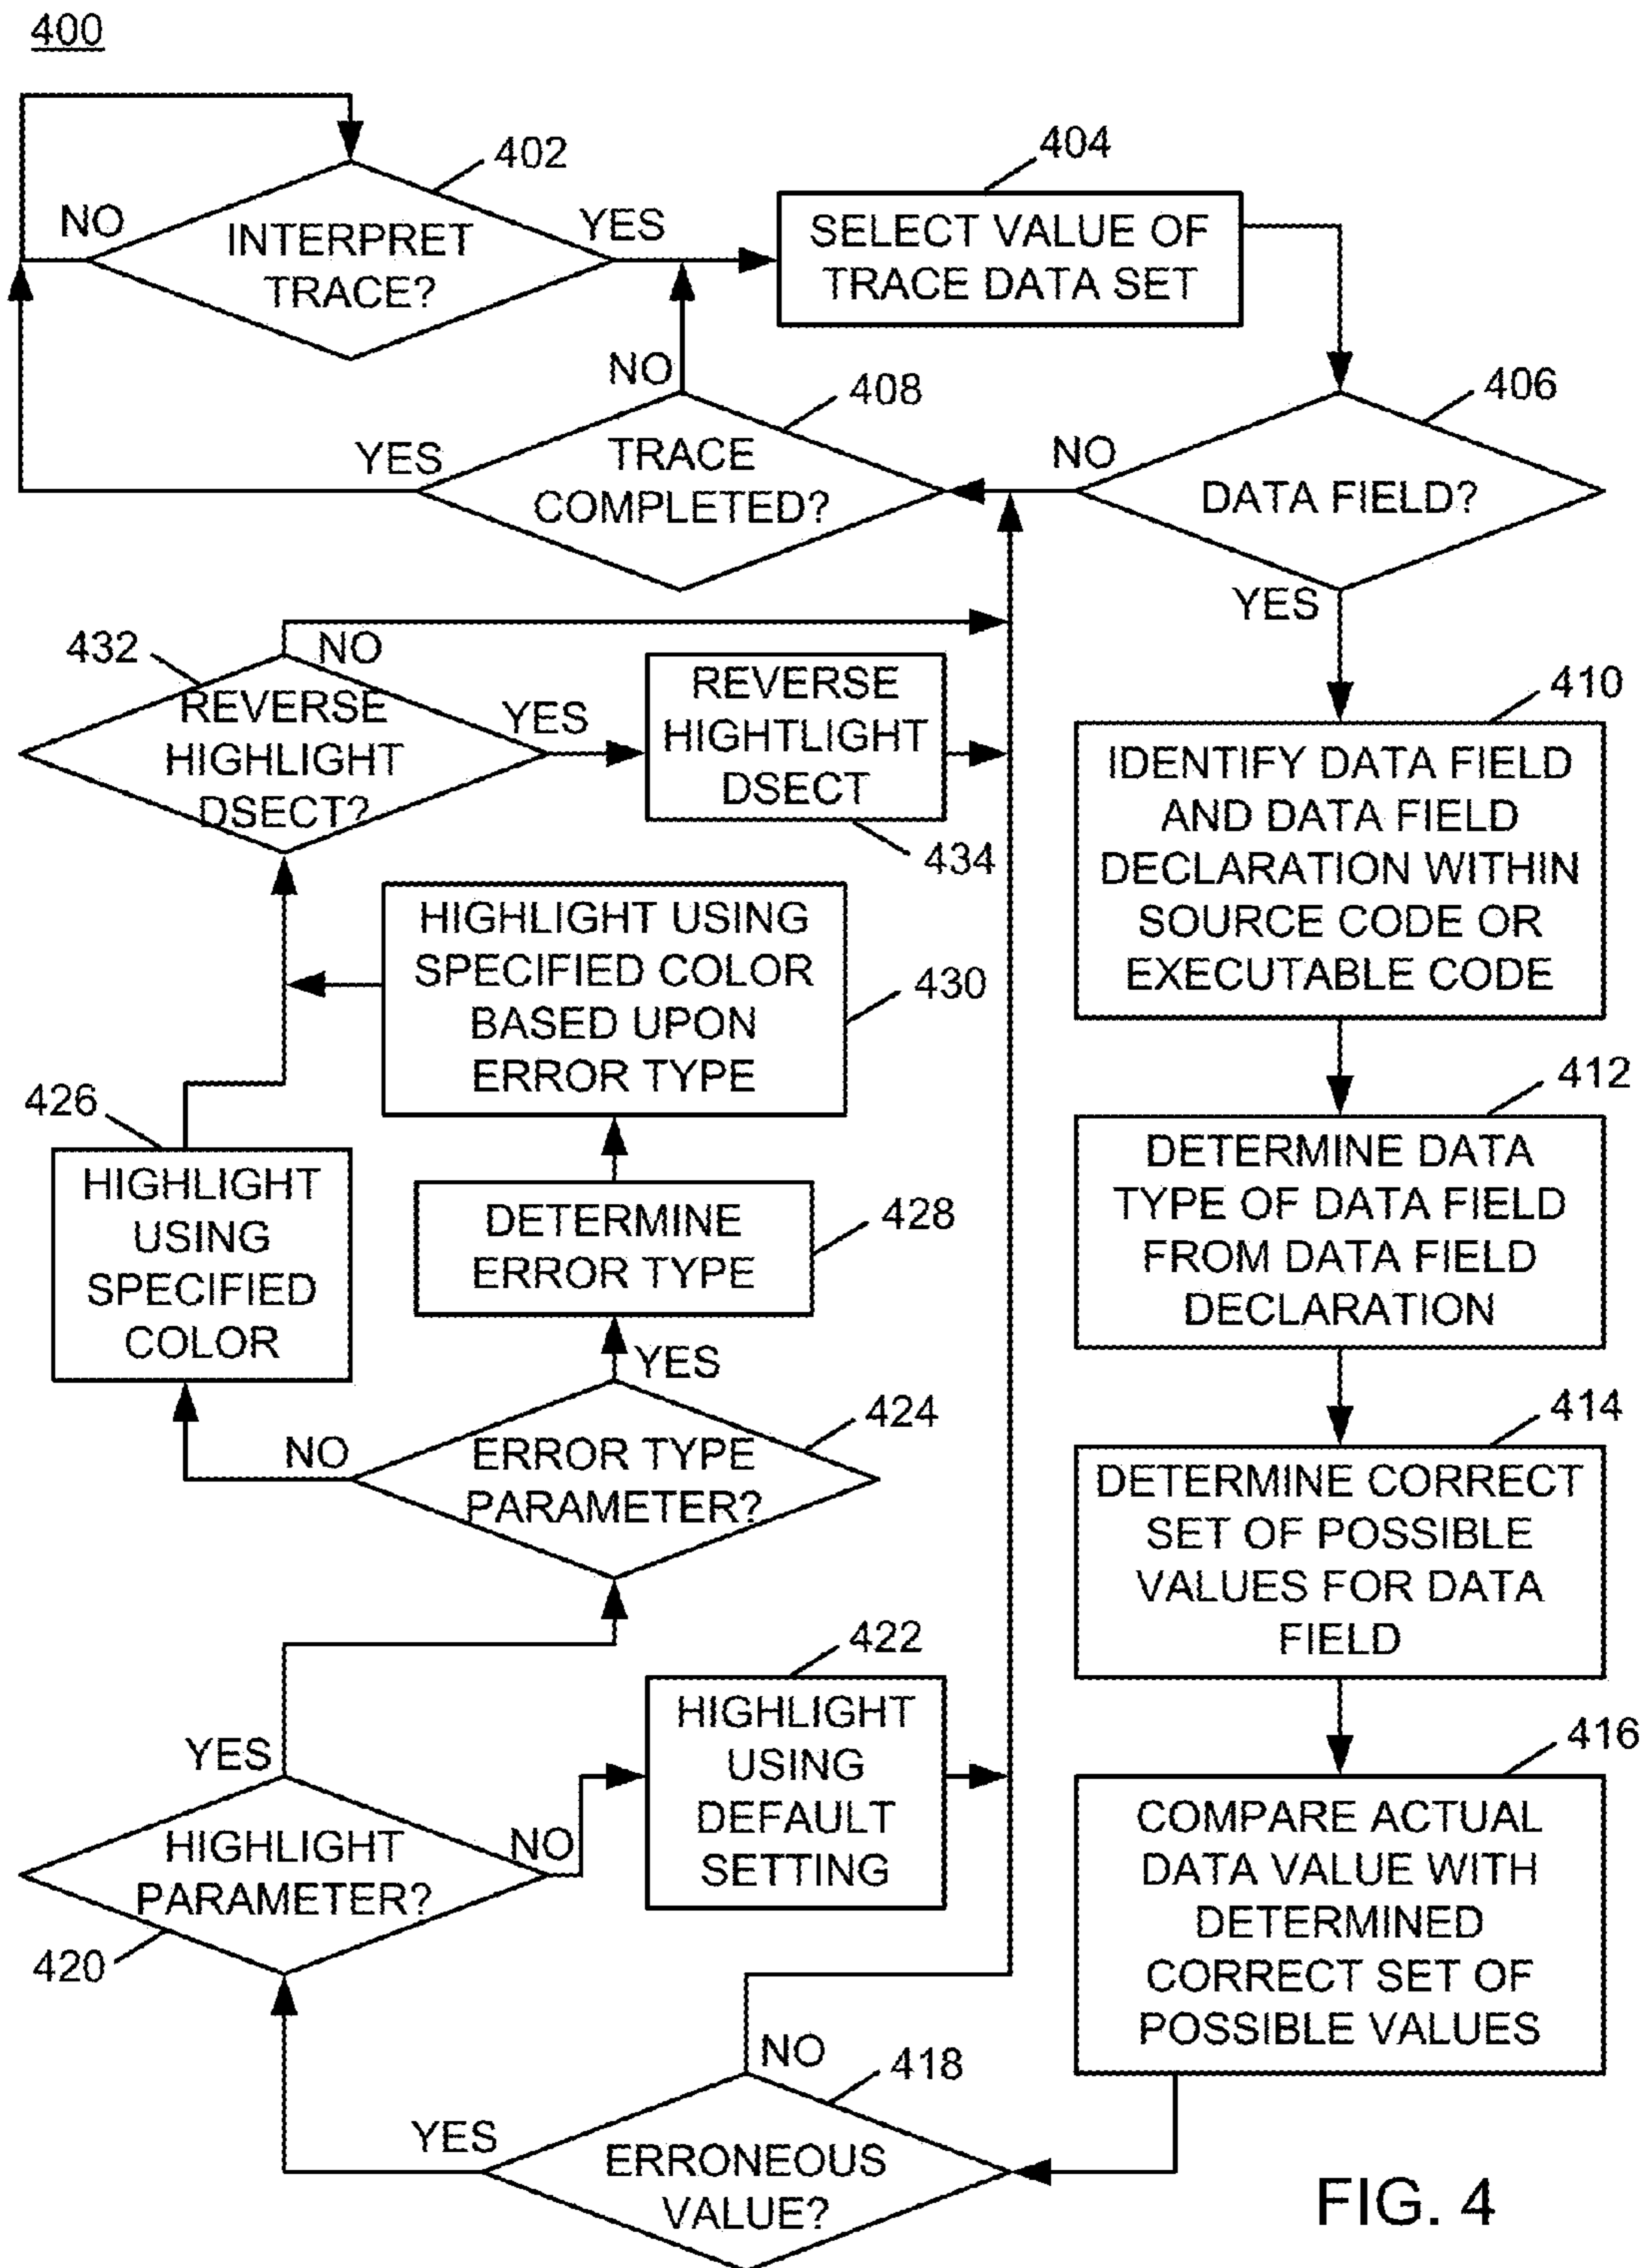 400
402
NO
INTERPRET
TRACE?
YES
404
SELECT VALUE OF
TRACE DATA SET
NO
408
YES
TRACE
COMPLETED?
406
NO
DATA FIELD?
YES
432
NO
REVERSE
HIGHLIGHT
DSECT?
YES
REVERSE
HIGHTLIGHT
DSECT
434
410
IDENTIFY DATA FIELD
AND DATA FIELD
DECLARATION WITHIN
SOURCE CODE OR
EXECUTABLE CODE
HIGHLIGHT USING
SPECIFIED COLOR
BASED UPON
ERROR TYPE
430
426
HIGHLIGHT
USING
SPECIFIED
COLOR
DETERMINE
ERROR TYPE
428
412
DETERMINE DATA
TYPE OF DATA FIELD
FROM DATA FIELD
DECLARATION
YES
424
NO
ERROR TYPE
PARAMETER?
414
DETERMINE CORRECT
SET OF POSSIBLE
VALUES FOR DATA
FIELD
422
HIGHLIGHT
USING
DEFAULT
SETTING
YES
HIGHLIGHT
PARAMETER?
NO
420
416
COMPARE ACTUAL
DATA VALUE WITH
DETERMINED
CORRECT SET OF
POSSIBLE VALUES
NO
418
YES
ERRONEOUS
VALUE?
FIG. 4